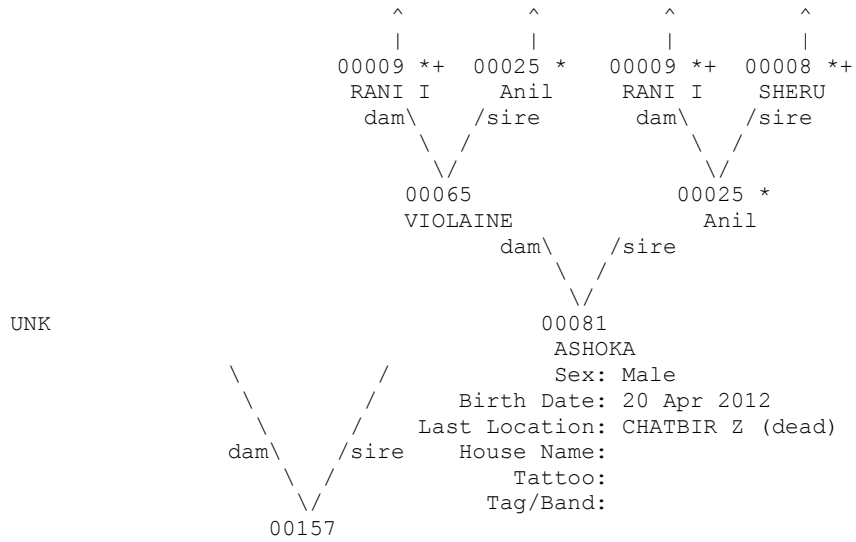 ^ ^ ^ ^
| | | |
00009 *+ 00025 * 00009 *+ 00008 *+
RANI I Anil RANI I SHERU
dam\ /sire dam\ /sire
\ / \ /
\/ \/
00065 00025 *
VIOLAINE Anil
dam\ /sire
\ /
\/
UNK 00081
ASHOKA
\ / Sex: Male
\ / Birth Date: 20 Apr 2012
\ / Last Location: CHATBIR Z (dead)
dam\ /sire House Name:
\ / Tattoo:
\/ Tag/Band:
00157